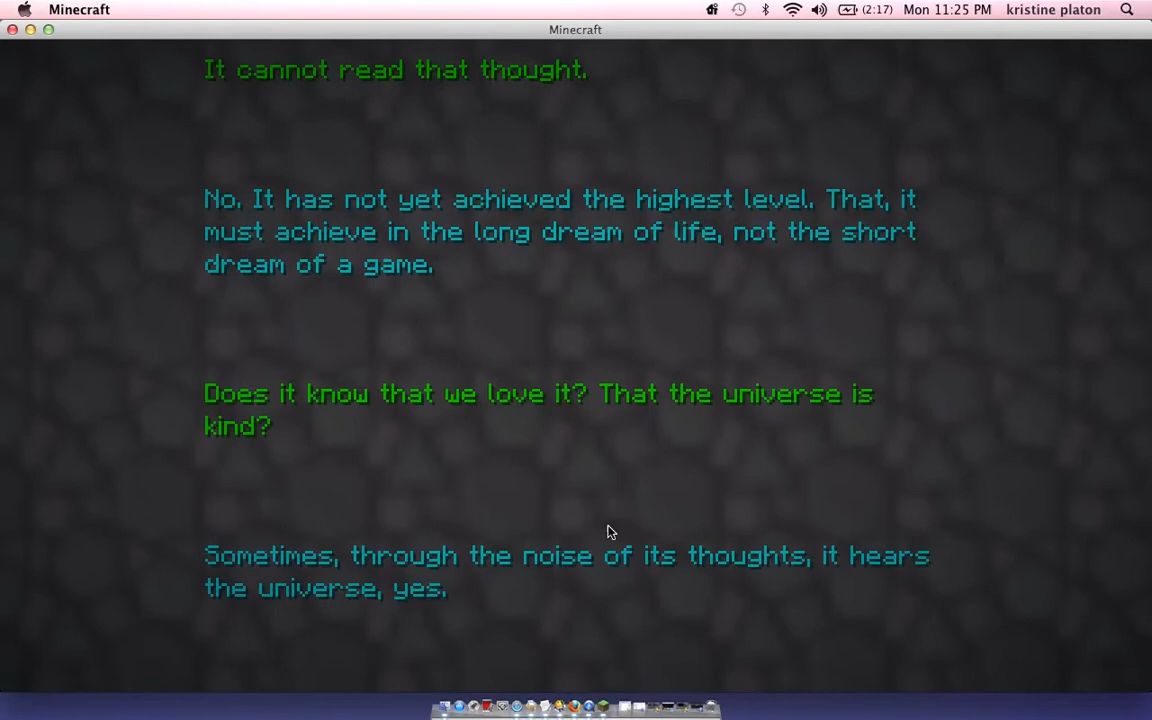 Minecraft
(2:17) Mon 11:25 PM kristine platon
Minecraft
It cannot read that thought.
No. It has not yet achieved the highest level. That, it
must achieve in the long dream of life, not the short
dream of a game.
Does it know that we love it? That the universe is
kind?
Sometimes, through the noise of its thoughts, it hears
the universe, yes.